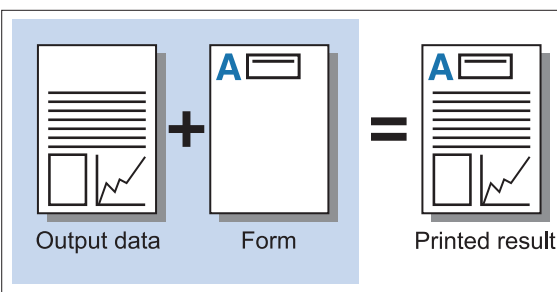 A
+
=
A
Output data
Form
Printed result